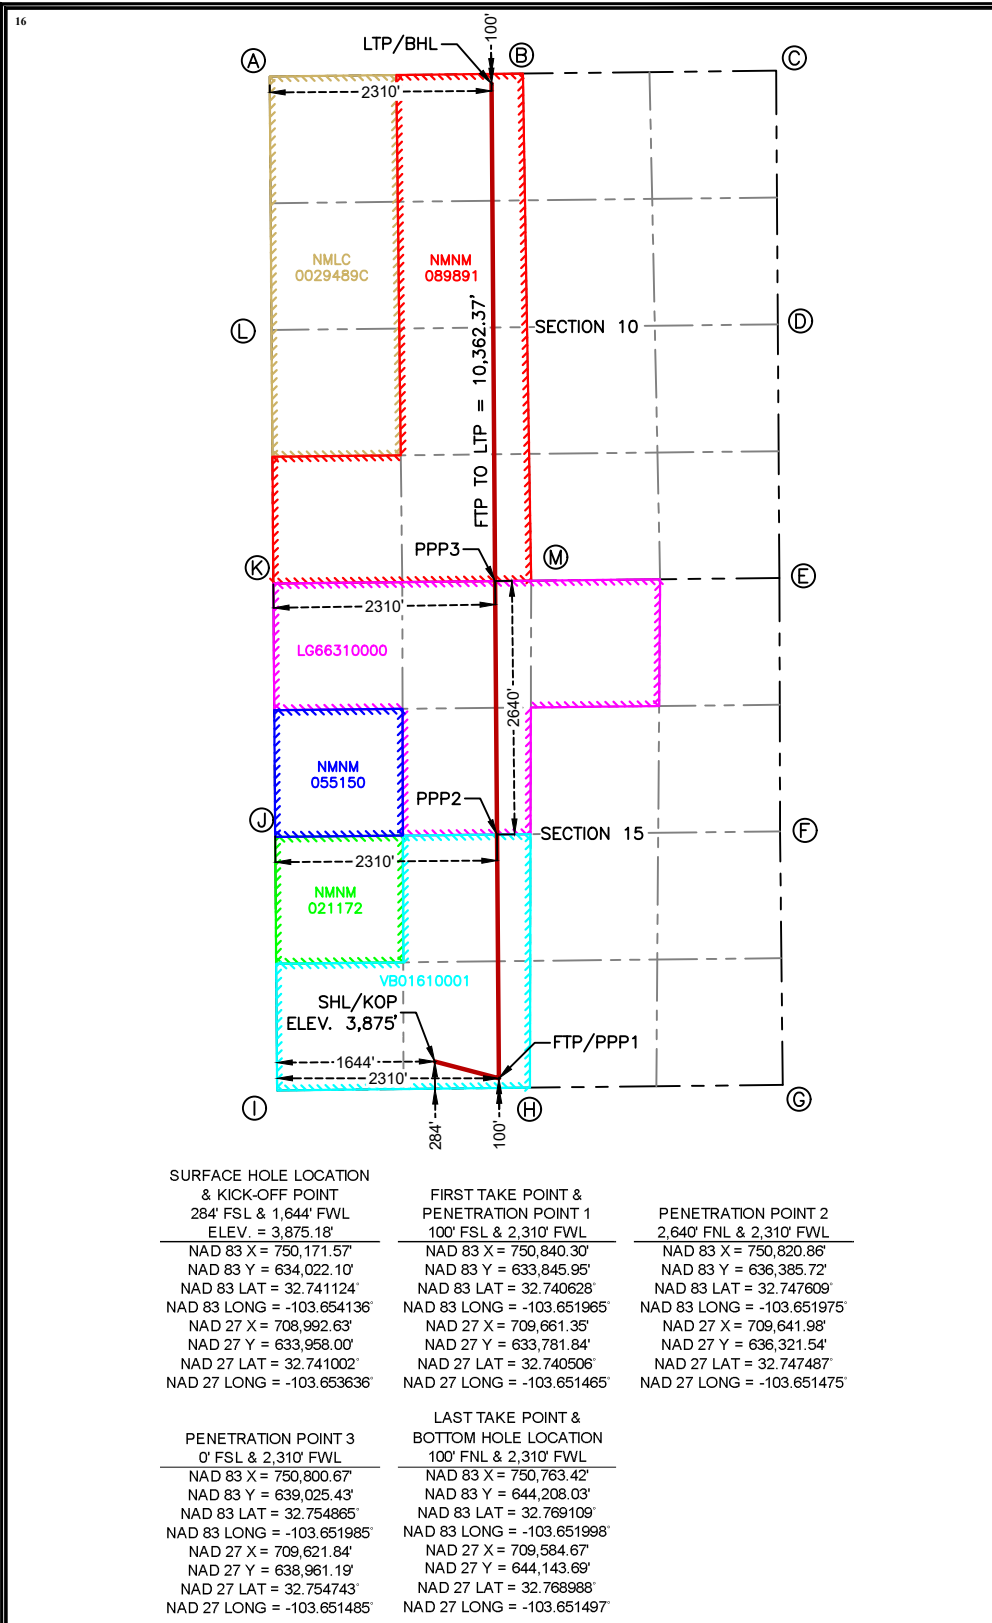 16
LTP/BHL
100'
A
B
C
2310'
NMLC
0029489C
NMNM
089891
L
SECTION 10
D
FTP TO LTP = 10,362.37'
PPP3
M
K
E
2310'
LG66310000
2640'
NMNM
055150
PPP2
J
SECTION 15
F
2310'
NMNM
021172
VB01610001
SHL/KOP
ELEV. 3,875'
FTP/PPP1
1644'
2310'
I
H
G
284'
100'
SURFACE HOLE LOCATION
& KICK-OFF POINT
284' FSL & 1,644' FWL
ELEV. = 3,875.18'
NAD 83 X = 750,171.57'
NAD 83 Y = 634,022.10'
NAD 83 LAT = 32.741124°
NAD 83 LONG = -103.654136°
NAD 27 X = 708,992.63'
NAD 27 Y = 633,958.00'
NAD 27 LAT = 32.741002°
NAD 27 LONG = -103.653636°
FIRST TAKE POINT &
PENETRATION POINT 1
100' FSL & 2,310' FWL
NAD 83 X = 750,840.30'
NAD 83 Y = 633,845.95'
NAD 83 LAT = 32.740628°
NAD 83 LONG = -103.651965°
NAD 27 X = 709,661.35'
NAD 27 Y = 633,781.84'
NAD 27 LAT = 32.740506°
NAD 27 LONG = -103.651465°
PENETRATION POINT 2
2,640' FNL & 2,310' FWL
NAD 83 X = 750,820.86'
NAD 83 Y = 636,385.72'
NAD 83 LAT = 32.747609°
NAD 83 LONG = -103.651975°
NAD 27 X = 709,641.98'
NAD 27 Y = 636,321.54'
NAD 27 LAT = 32.747487°
NAD 27 LONG = -103.651475°
PENETRATION POINT 3
0' FSL & 2,310' FWL
NAD 83 X = 750,800.67'
NAD 83 Y = 639,025.43'
NAD 83 LAT = 32.754865°
NAD 83 LONG = -103.651985°
NAD 27 X = 709,621.84'
NAD 27 Y = 638,961.19'
NAD 27 LAT = 32.754743°
NAD 27 LONG = -103.651485°
LAST TAKE POINT &
BOTTOM HOLE LOCATION
100' FNL & 2,310' FWL
NAD 83 X = 750,763.42'
NAD 83 Y = 644,208.03'
NAD 83 LAT = 32.769109°
NAD 83 LONG = -103.651998°
NAD 27 X = 709,584.67'
NAD 27 Y = 644,143.69'
NAD 27 LAT = 32.768988°
NAD 27 LONG = -103.651497°